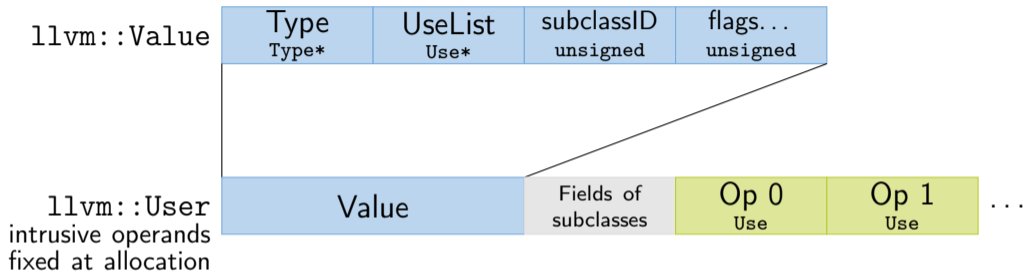 llvm::Value
Type UseList subclassID flags...
Type* Use* unsigned unsigned
llvm::User
intrusive operands
fixed at allocation
Value
Fields of
subclasses
Op 0 Op 1 ...
Use Use